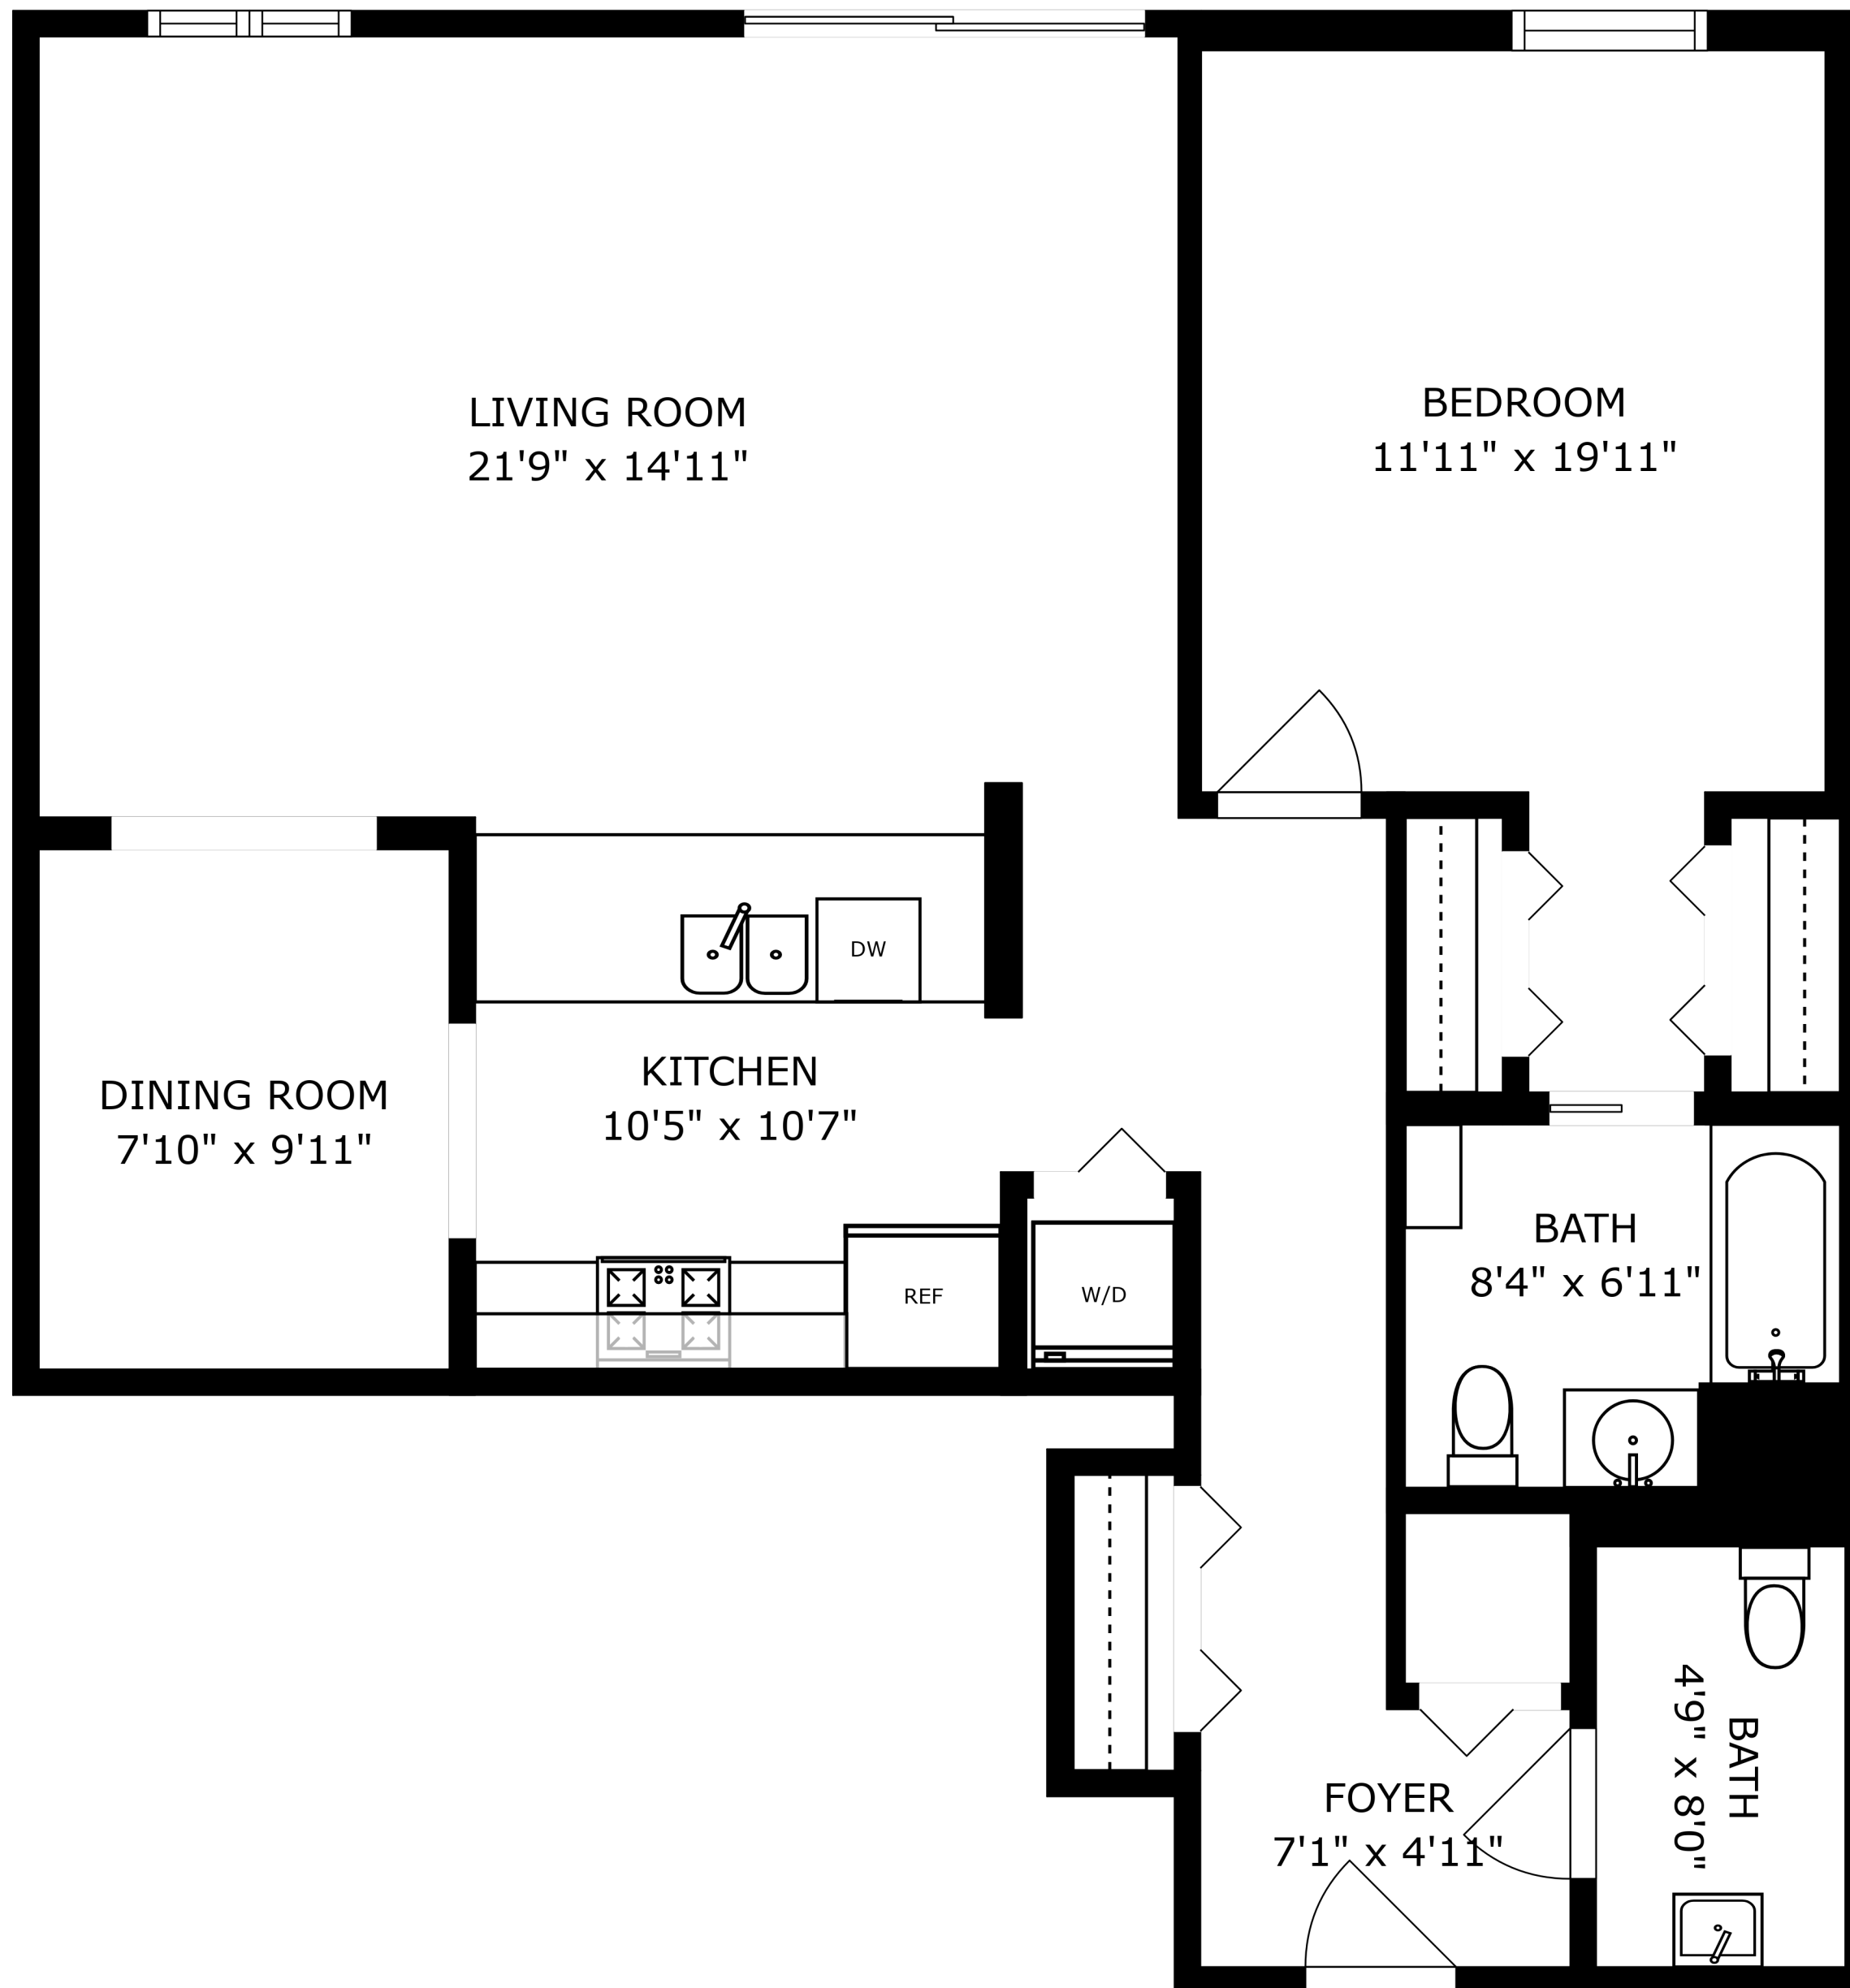 LIVING ROOM
21'9" x 14'11"
BEDROOM
11'11" x 19'11"
DW
KITCHEN
10'5" x 10'7"
DINING ROOM
7'10" x 9'11"
REF
W/D
BATH
8'4" x 6'11"
BATH
4'9" x 8'0"
FOYER
7'1" x 4'11"